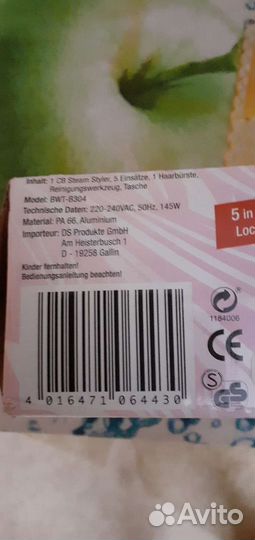 Inhalt: 1 CB Steam Styler, 5 Einsätze, 1 Haarbürste,
Reinigungswerkzeug, Tasche
Model: BWT-8304
Technische Daten: 220-240VAC, 50Hz, 145W
Material: PA 66, Aluminium
Importeur: DS Produkte GmbH
Am Heisterbusch 1
D - 19258 Gallin
Kinder fernhalten!
Bedienungsanleitung beachten!
5 in
Loc
1184006
CE
S
GS
4 016471 064430
Avito